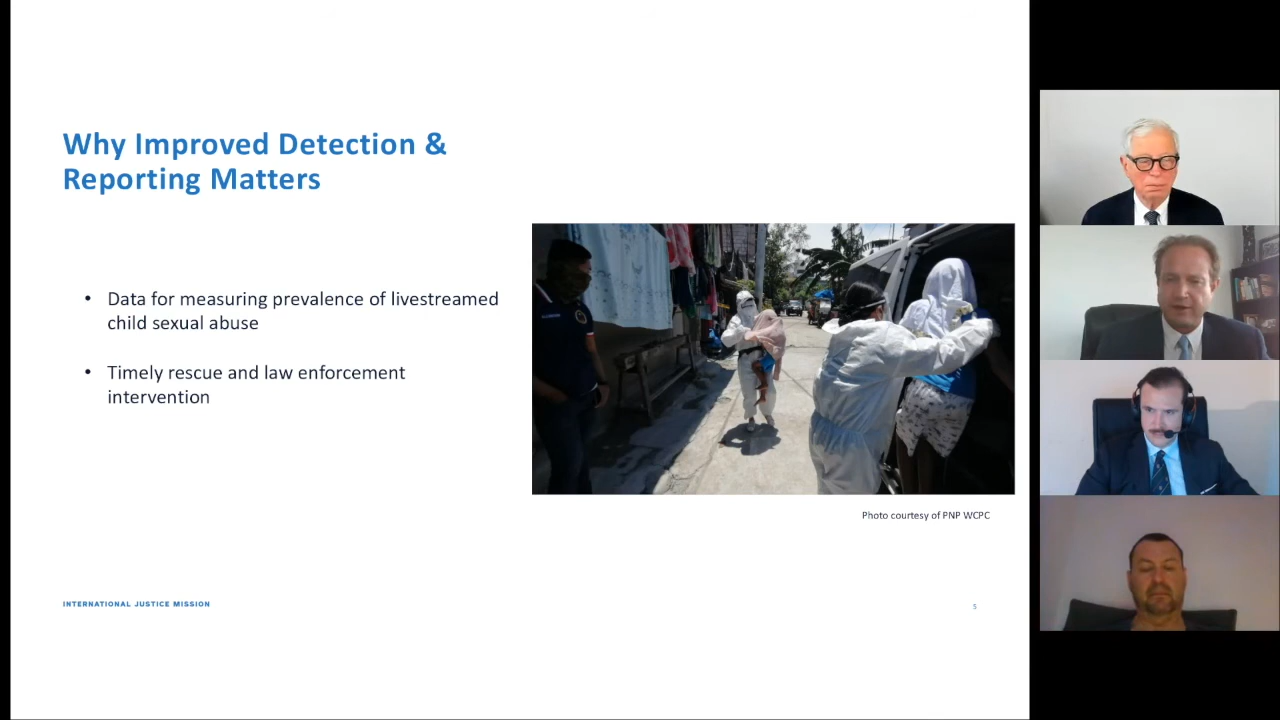 Why Improved Detection &
Reporting Matters
• Data for measuring prevalence of livestreamed
child sexual abuse
• Timely rescue and law enforcement
intervention
Photo courtesy of PNP WCPC
INTERNATIONAL JUSTICE MISSION
5